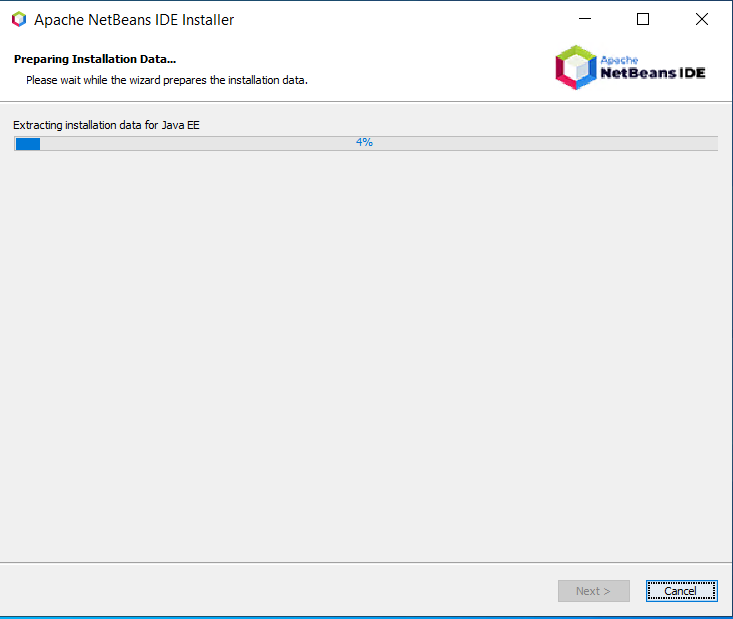 Apache NetBeans IDE Installer
Preparing Installation Data...
Please wait while the wizard prepares the installation data.
Apache
NetBeans IDE
Extracting installation data for Java EE
4%
Next >
Cancel